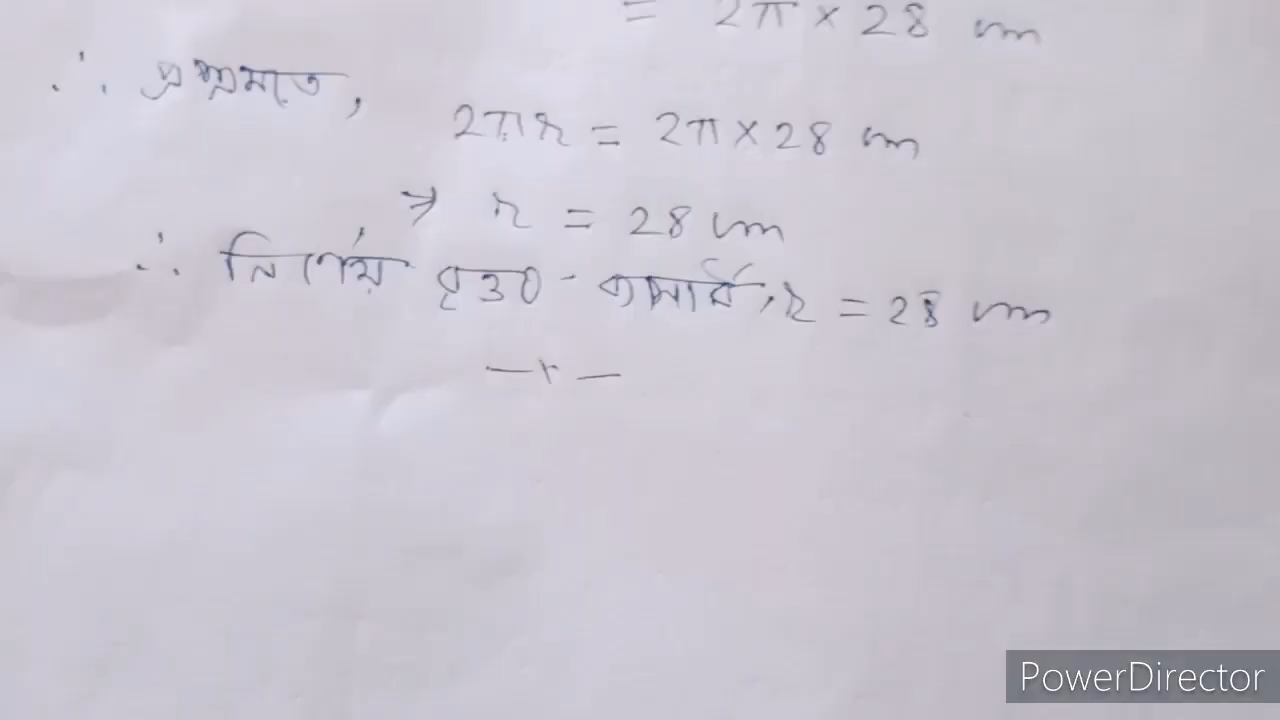 = 2π × 28 cm
∴ প্রশ্নমতে,
2πr = 2π × 28 cm
⇒ r = 28 cm
∴ নির্ণেয় বৃত্তের ব্যাসার্ধ, r = 28 cm
—×—
PowerDirector